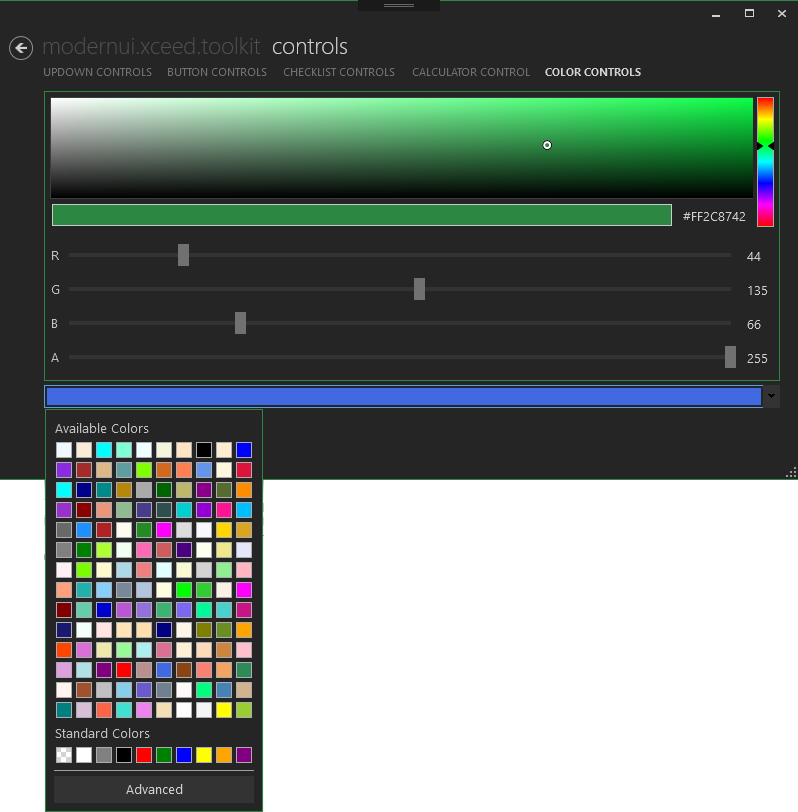 modernui.xceed.toolkit controls
UPDOWN CONTROLS BUTTON CONTROLS CHECKLIST CONTROLS CALCULATOR CONTROL COLOR CONTROLS
#FF2C8742
R 44
G 135
B 66
A 255
Available Colors
Standard Colors
Advanced